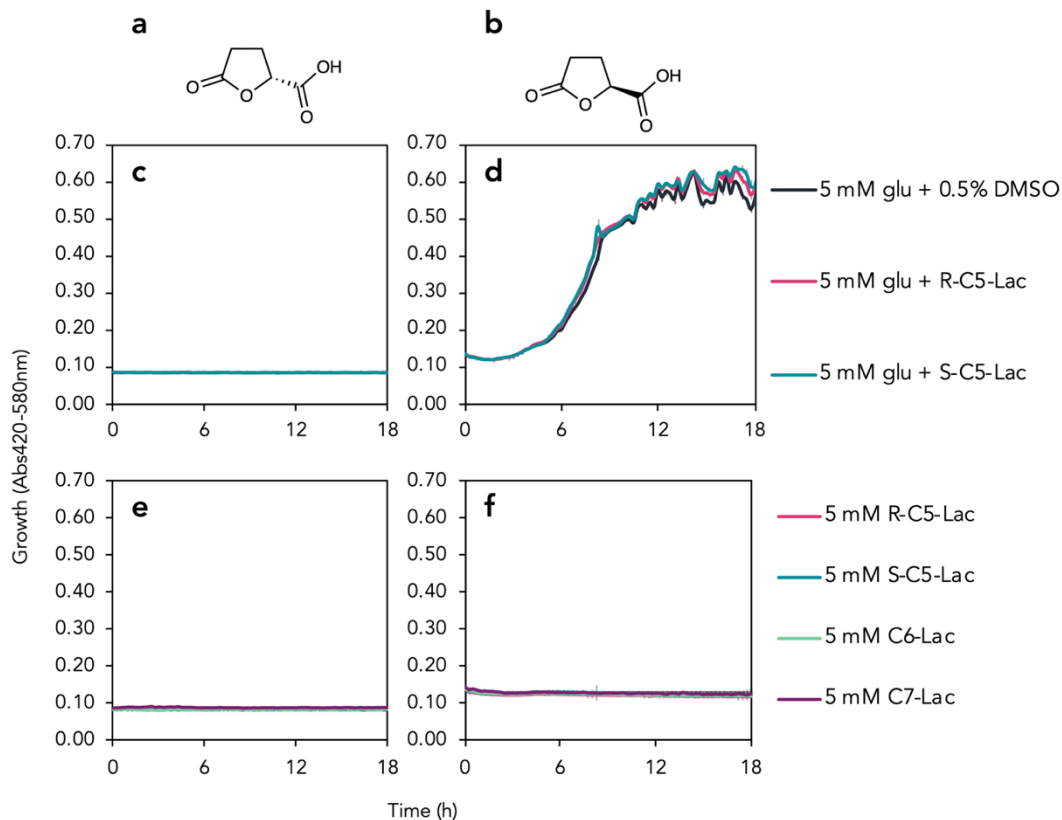 a
b
OH
O
O
O
OH
O
O
O
Growth (Abs420-580nm)
c
0.70
0.60
0.50
0.40
0.30
0.20
0.10
0.00
0 6 12 18
d
0.70
0.60
0.50
0.40
0.30
0.20
0.10
0.00
0 6 12 18
5 mM glu + 0.5% DMSO
5 mM glu + R-C5-Lac
5 mM glu + S-C5-Lac
e
0.70
0.60
0.50
0.40
0.30
0.20
0.10
0.00
0 6 12 18
f
0.70
0.60
0.50
0.40
0.30
0.20
0.10
0.00
0 6 12 18
5 mM R-C5-Lac
5 mM S-C5-Lac
5 mM C6-Lac
5 mM C7-Lac
Time (h)